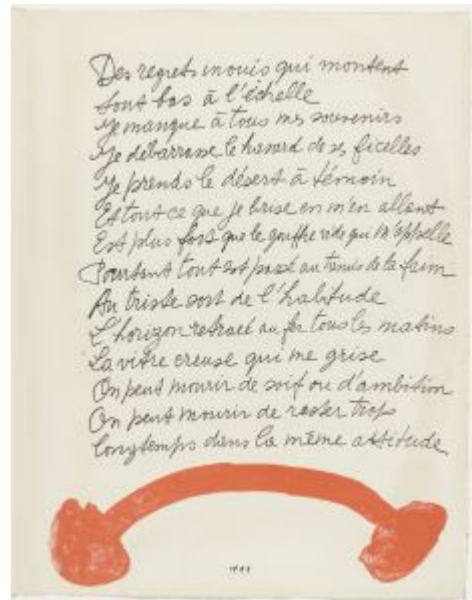 Des regrets inouis qui montent
tout bas à l'échelle
Je manque à tous mes souvenirs
Je débarrasse le hasard de ses ficelles
Je prends le désert à témoin
Et tout ce que je brise en m'en allant
Est plus fort que le gouffre vide qui m'appelle
Pourtant tout est passé au tamis de la faim
Au triste sort de l'habitude
L'horizon retracé au fer tous les matins
La vitre creuse qui me grise
On peut mourir de soif ou d'ambition
On peut mourir de rester trop
longtemps dans la même attitude